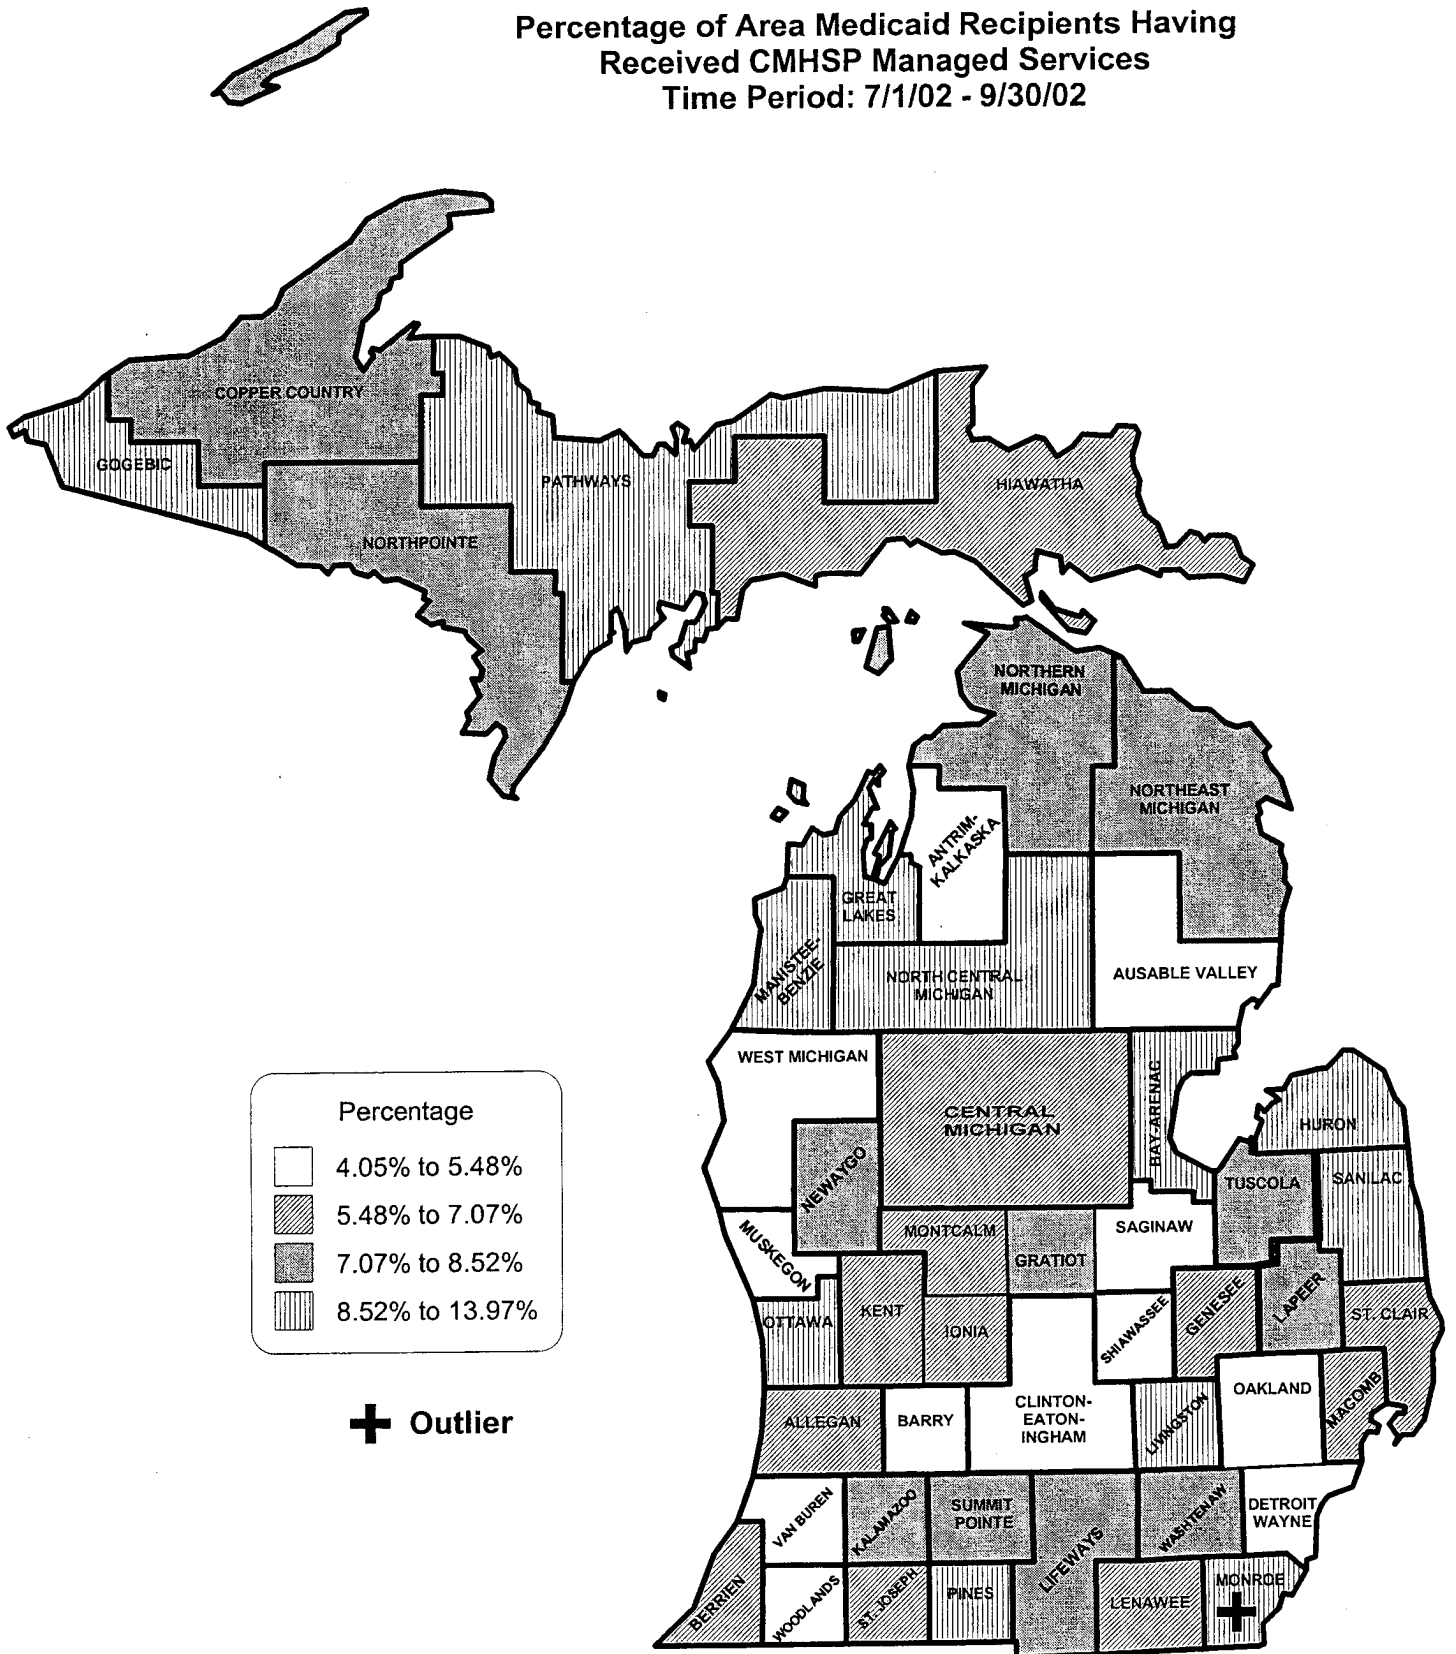 Percentage of Area Medicaid Recipients Having
Received CMHSP Managed Services
Time Period: 7/1/02 - 9/30/02
COPPER COUNTRY
GOGEBIC
PATHWAYS
HIAWATHA
NORTHPOINTE
NORTHERN
MICHIGAN
NORTHEAST
MICHIGAN
ANTRIM-
KALKASKA
GREAT
LAKES
MANISTEE-
BENZIE
NORTH CENTRAL
MICHIGAN
AUSABLE VALLEY
WEST MICHIGAN
CENTRAL
MICHIGAN
BAY-ARENAC
HURON
NEWAYGO
TUSCOLA
SANILAC
MUSKEGON
MONTCALM
GRATIOT
SAGINAW
OTTAWA
KENT
IONIA
SHIAWASSEE
GENESEE
LAPEER
ST. CLAIR
ALLEGAN
BARRY
CLINTON-
EATON-
INGHAM
LIVINGSTON
OAKLAND
MACOMB
VAN BUREN
KALAMAZOO
SUMMIT
POINTE
LIFEWAYS
WASHTENAW
DETROIT
WAYNE
BERRIEN
WOODLANDS
ST. JOSEPH
PINES
LENAWEE
MONROE
Percentage
4.05% to 5.48%
5.48% to 7.07%
7.07% to 8.52%
8.52% to 13.97%
Outlier